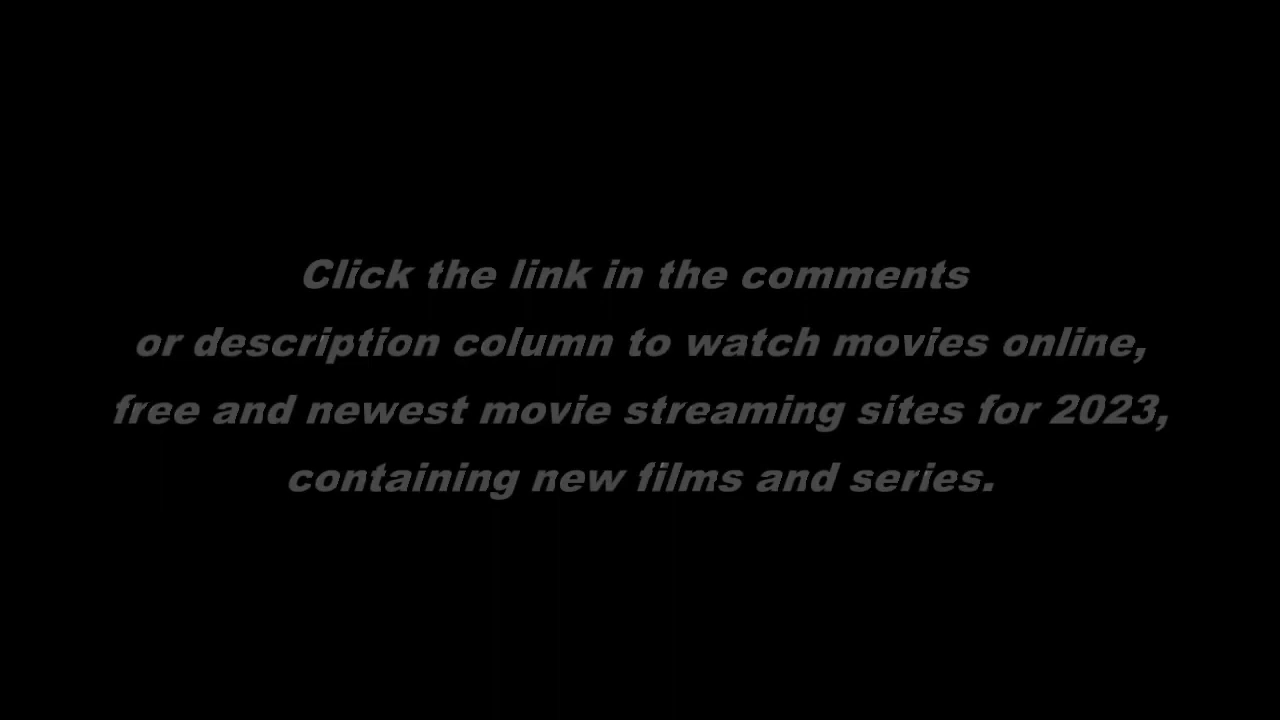 Click the link in the comments
or description column to watch movies online,
free and newest movie streaming sites for 2023,
containing new films and series.